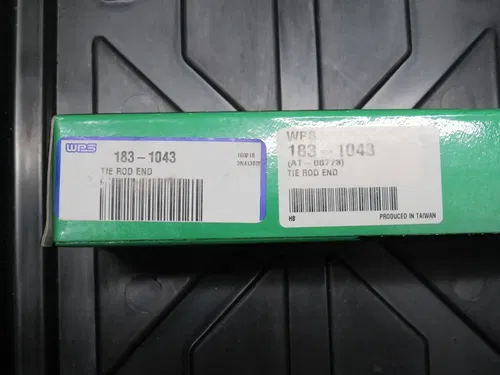 WPS
183-1043
TIE ROD END
WPS
183-1043
(AT-08773)
TIE ROD END
HB
PRODUCED IN TAIWAN